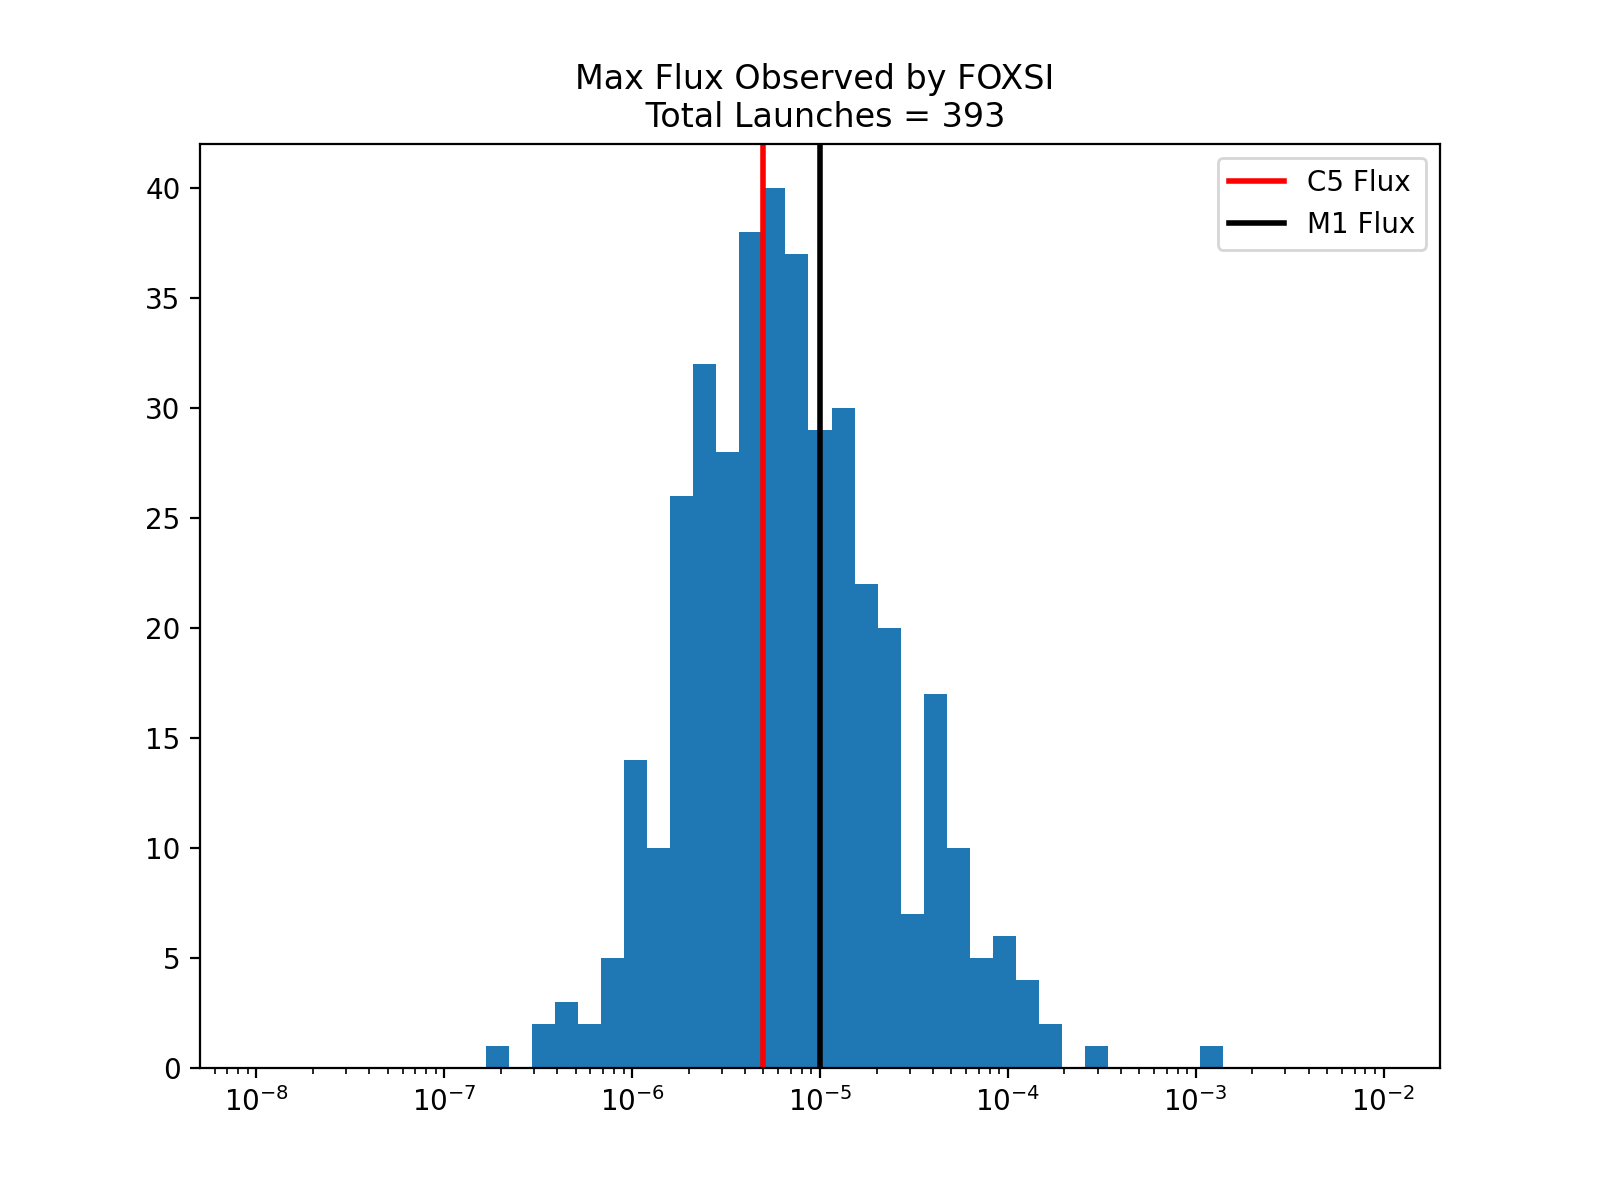 Max Flux Observed by FOXSI
Total Launches = 393
C5 Flux
M1 Flux
40
35
30
25
20
15
10
5
0
10⁻⁸ 10⁻⁷ 10⁻⁶ 10⁻⁵ 10⁻⁴ 10⁻³ 10⁻²